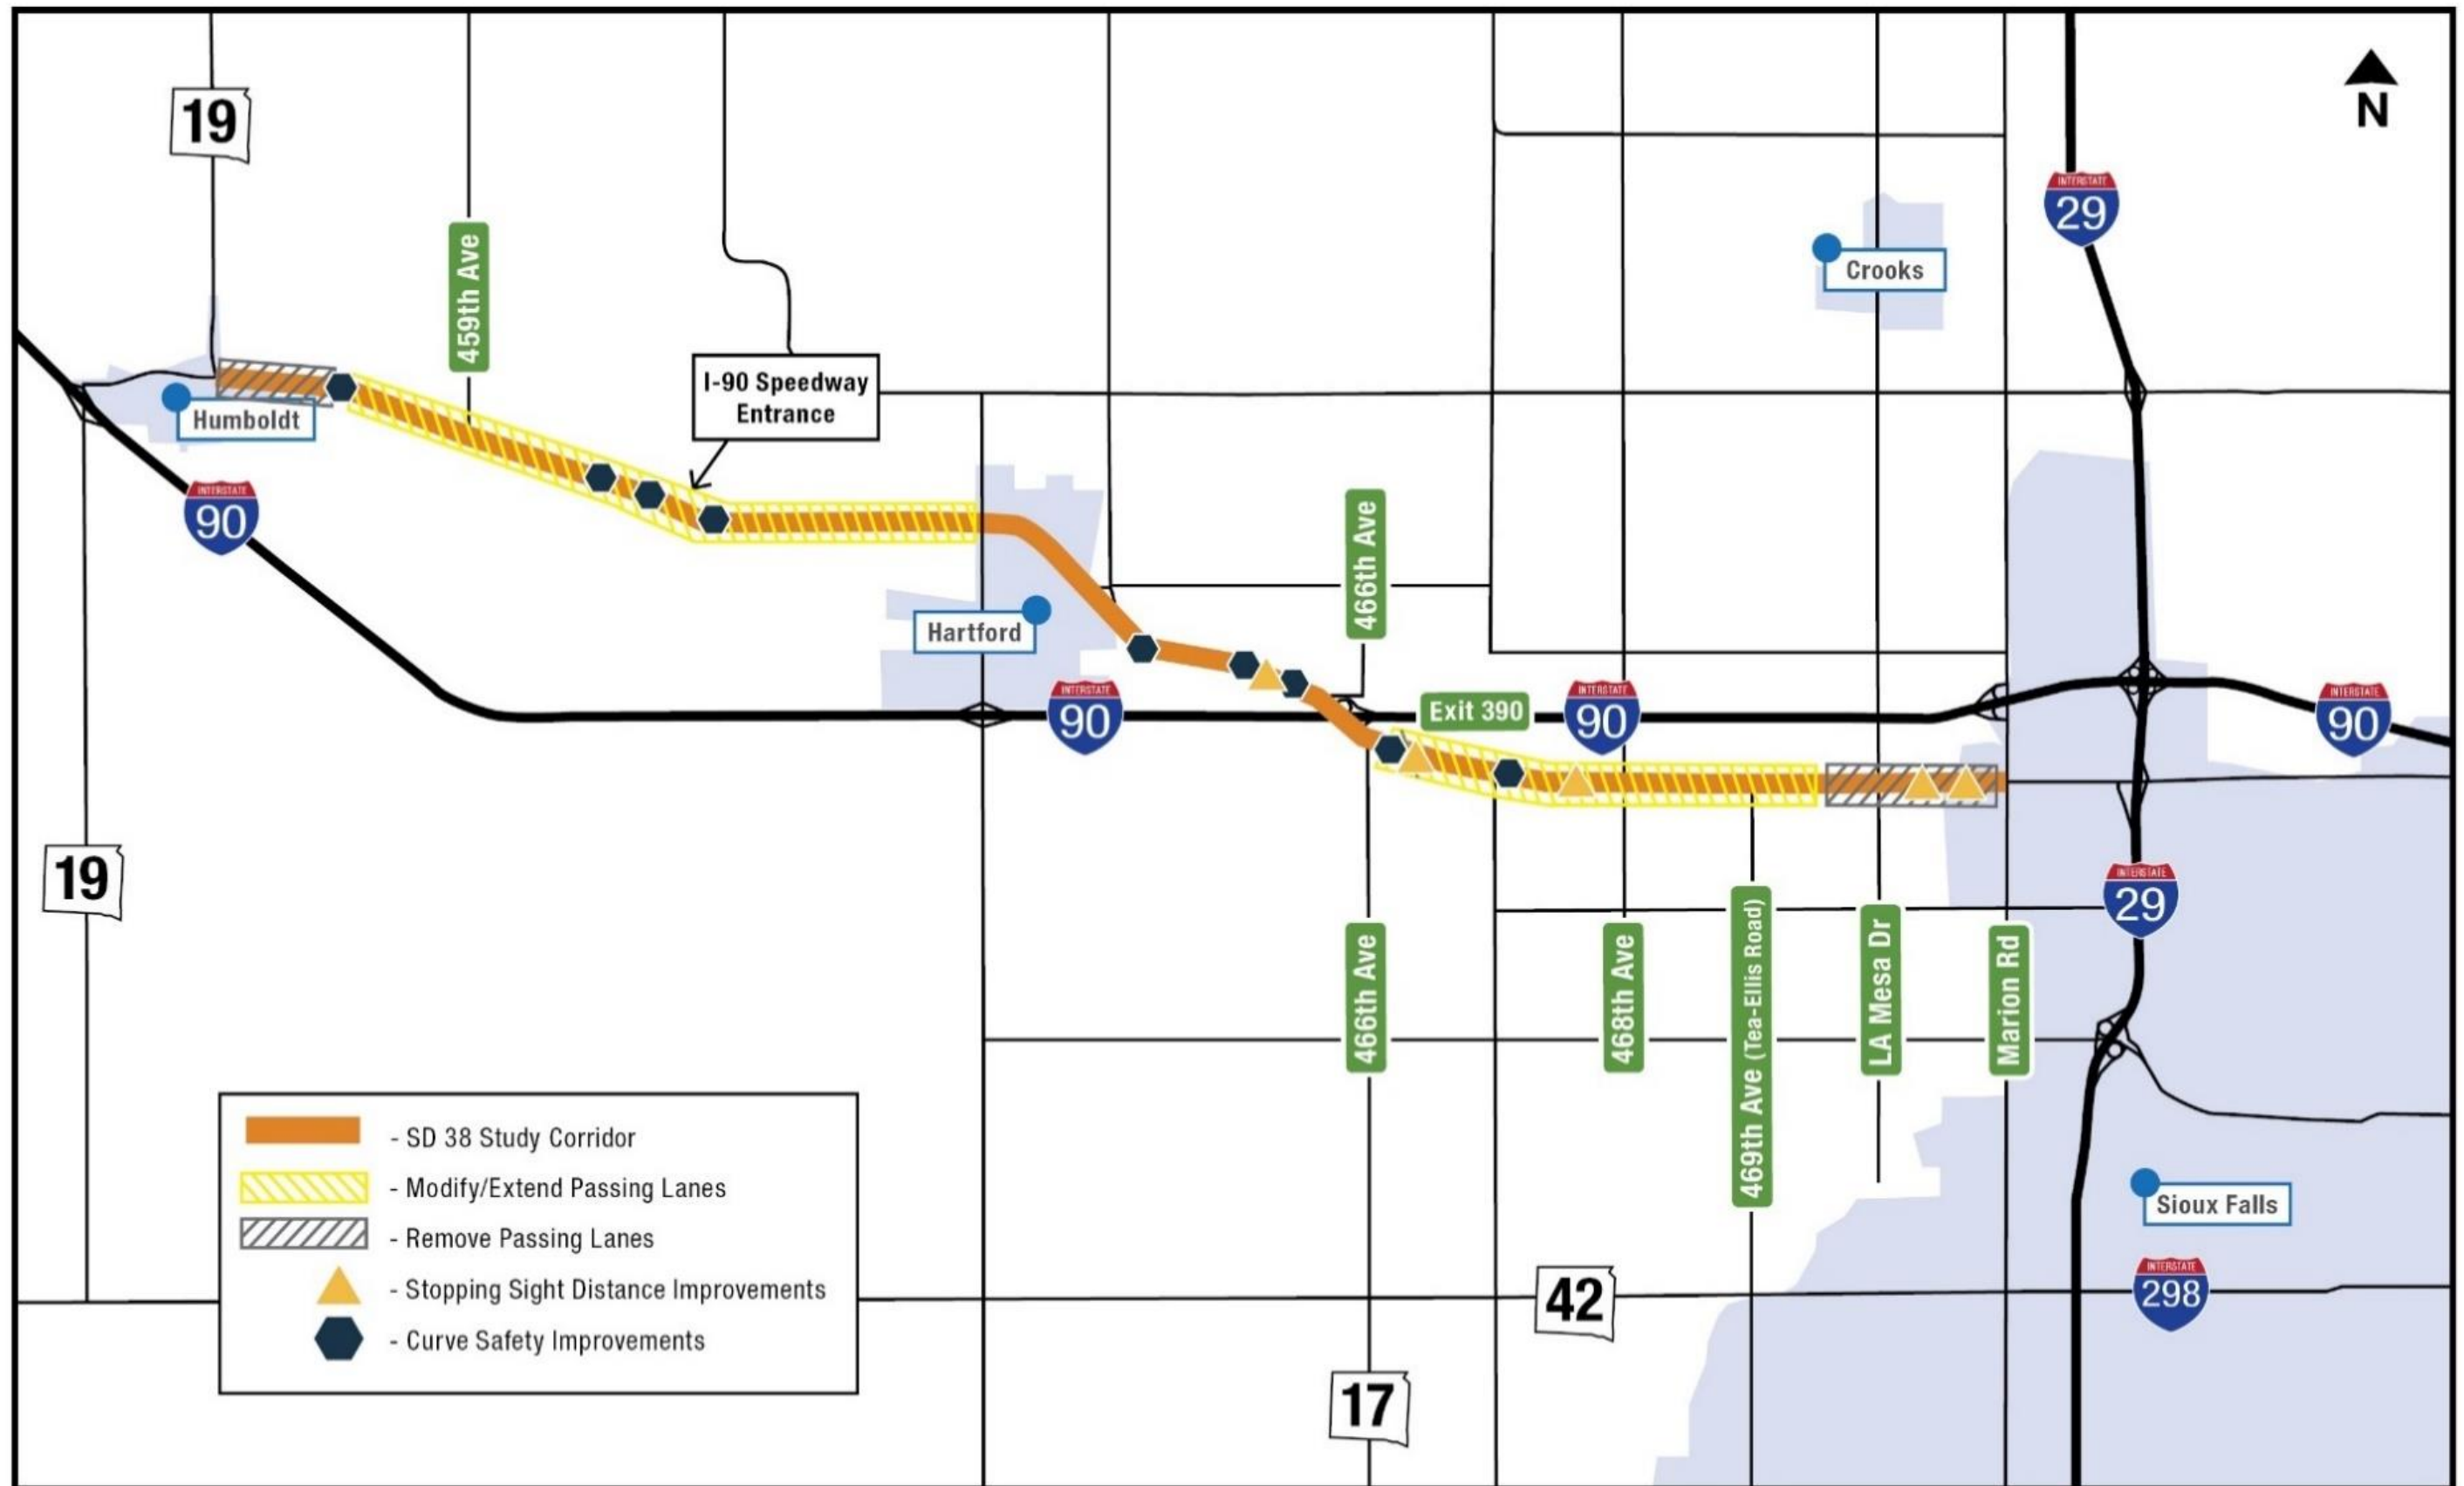 19
N
INTERSTATE
29
459th Ave
Crooks
I-90 Speedway
Entrance
Humboldt
INTERSTATE
90
466th Ave
Hartford
INTERSTATE
90
Exit 390
INTERSTATE
90
INTERSTATE
90
19
INTERSTATE
29
466th Ave
468th Ave
469th Ave (Tea-Ellis Road)
LA Mesa Dr
Marion Rd
- SD 38 Study Corridor
- Modify/Extend Passing Lanes
- Remove Passing Lanes
- Stopping Sight Distance Improvements
- Curve Safety Improvements
Sioux Falls
42
INTERSTATE
298
17